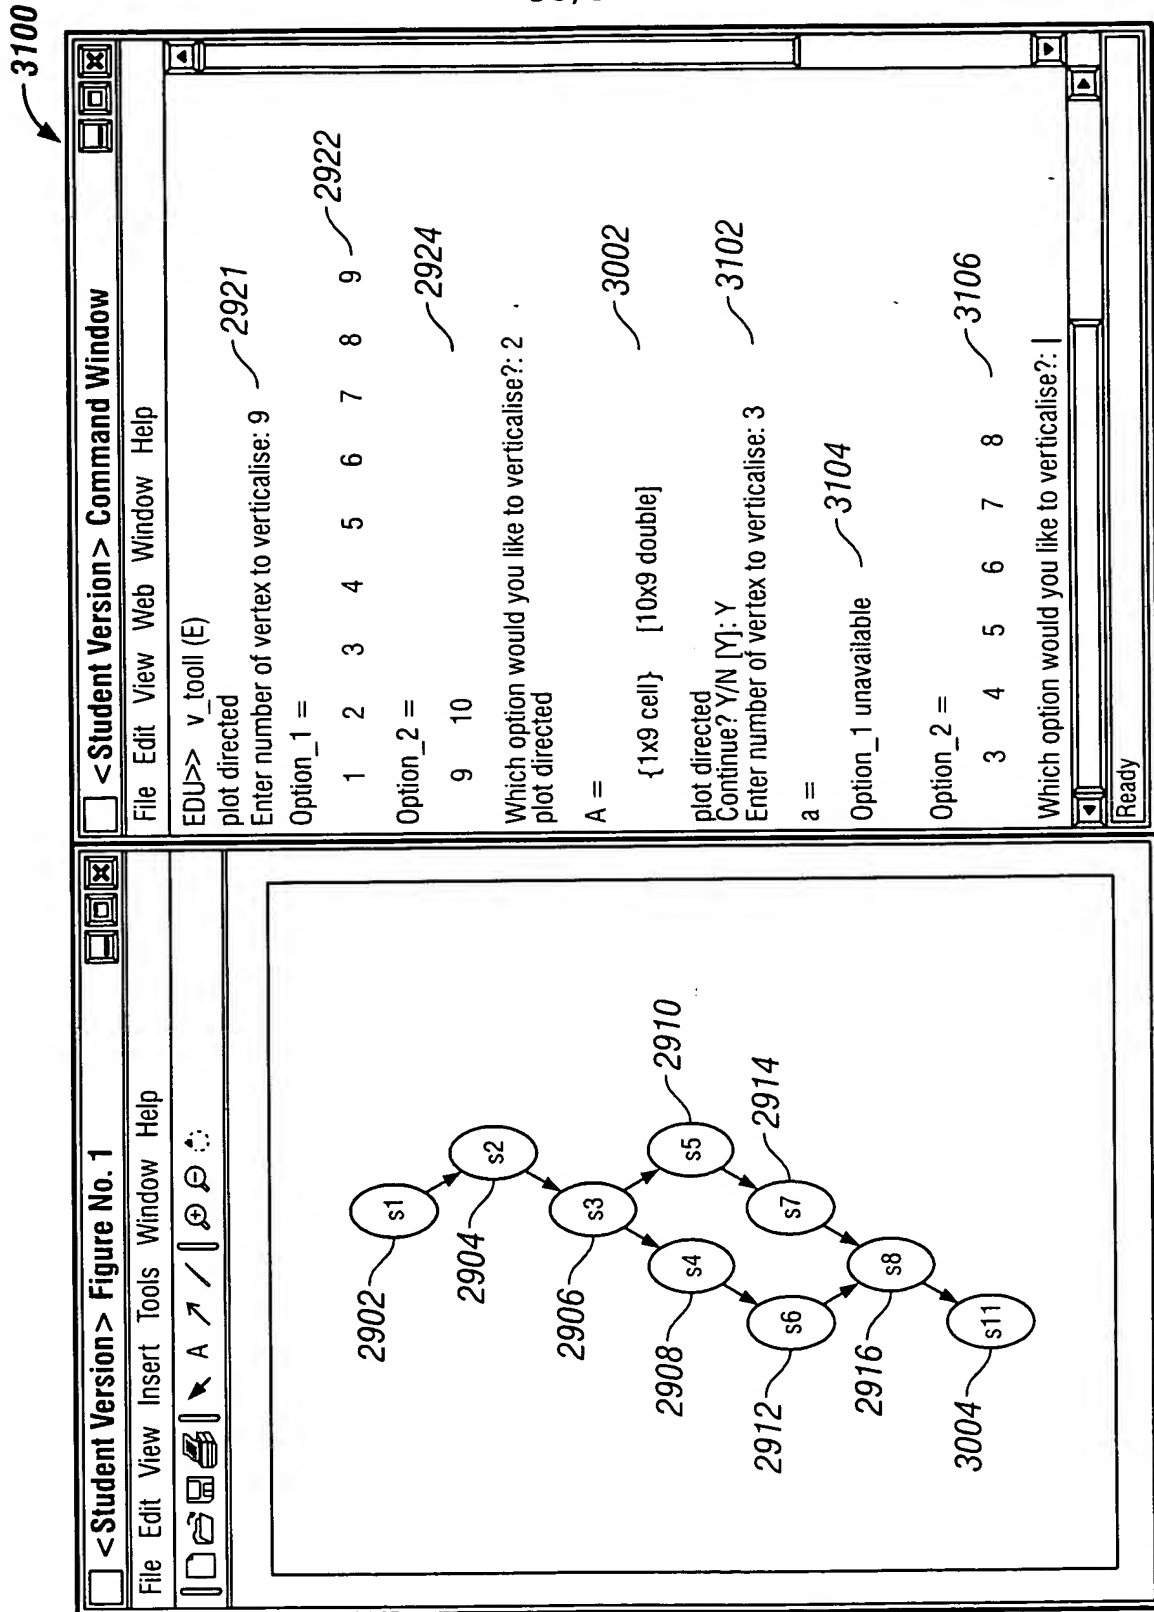 3100
<Student Version> Figure No. 1
File Edit View Insert Tools Window Help
A
s1
s2
s3
s4
s5
s6
s7
s8
s11
2902
2904
2906
2908
2910
2912
2914
2916
3004
<Student Version> Command Window
File Edit View Web Window Help
EDU>> v_tooll (E)
plot directed
Enter number of vertex to verticalise: 9
2921
Option_1 =
1 2 3 4 5 6 7 8 9
2922
Option_2 =
9 10
2924
Which option would you like to verticalise?: 2
plot directed
A =
3002
{1x9 cell} [10x9 double]
plot directed
Continue? Y/N [Y]: Y
Enter number of vertex to verticalise: 3
3102
a =
Option_1 unavailable
3104
Option_2 =
3 4 5 6 7 8
3106
Which option would you like to verticalise?: |
Ready